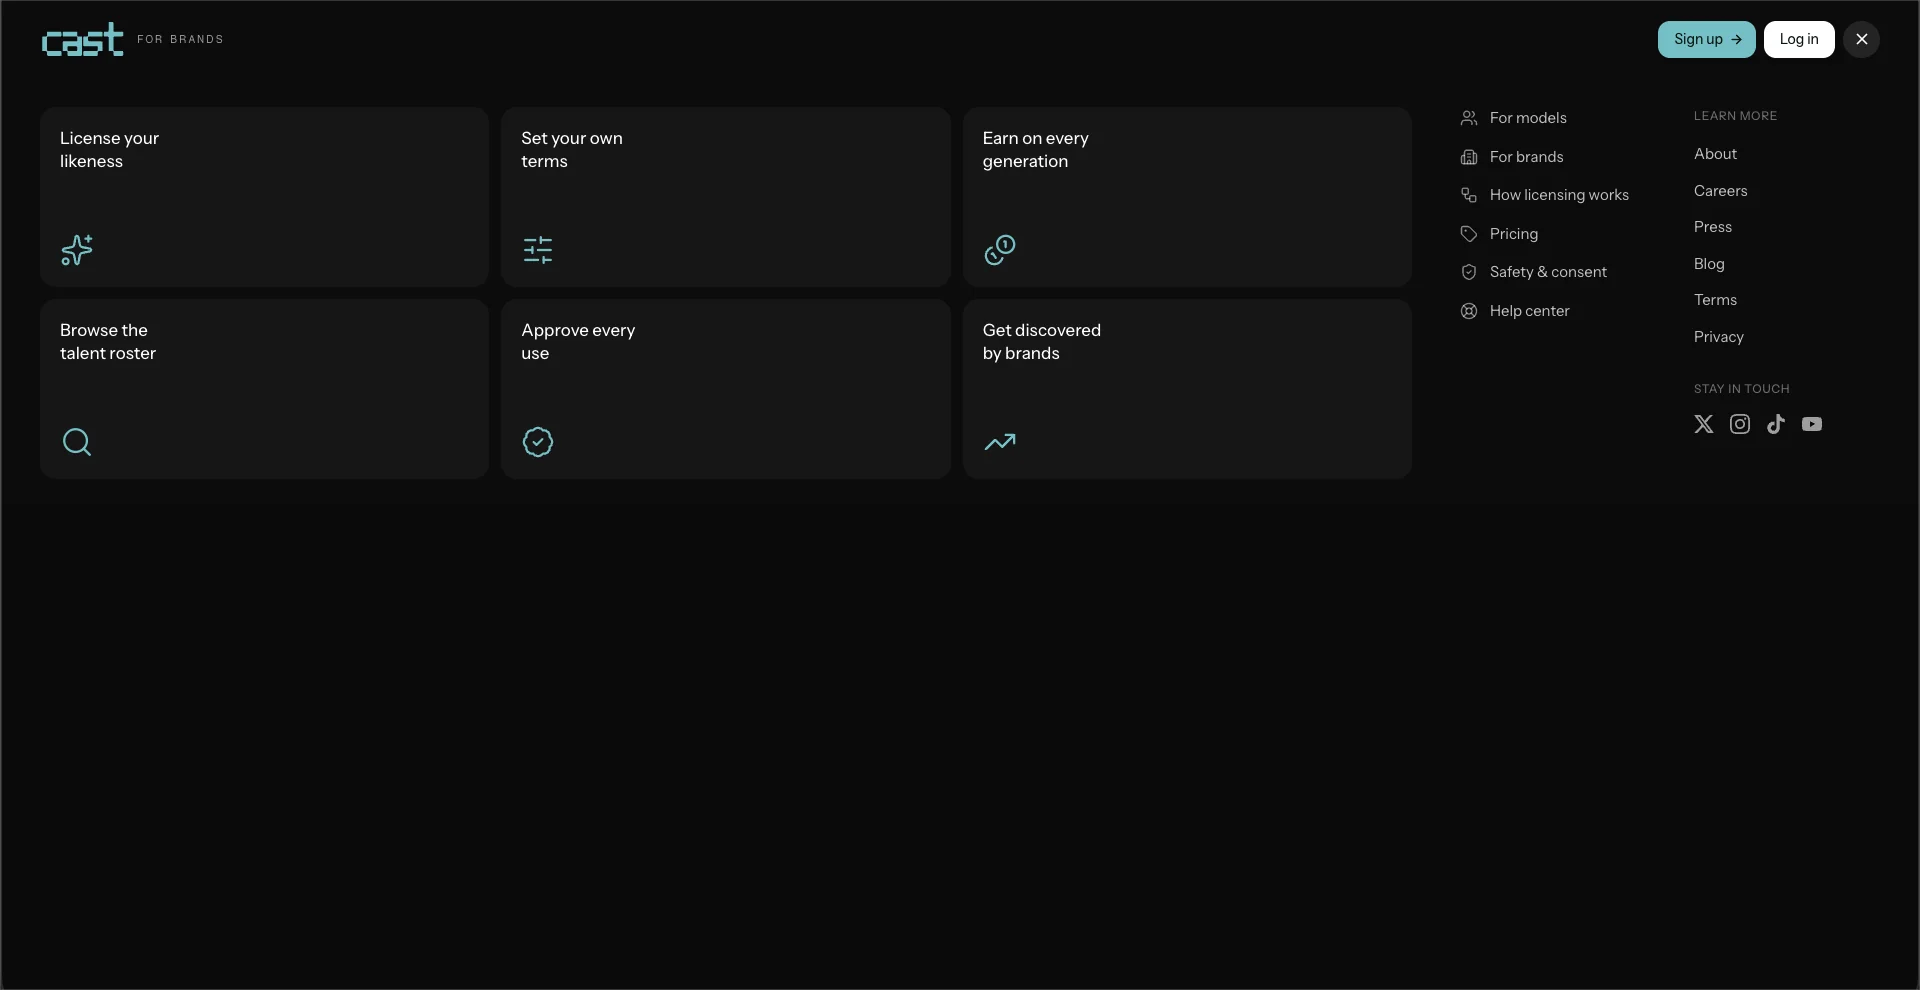 cast FOR BRANDS
Sign up
Log in
License your
likeness
Set your own
terms
Earn on every
generation
Browse the
talent roster
Approve every
use
Get discovered
by brands
For models
For brands
How licensing works
Pricing
Safety & consent
Help center
LEARN MORE
About
Careers
Press
Blog
Terms
Privacy
STAY IN TOUCH